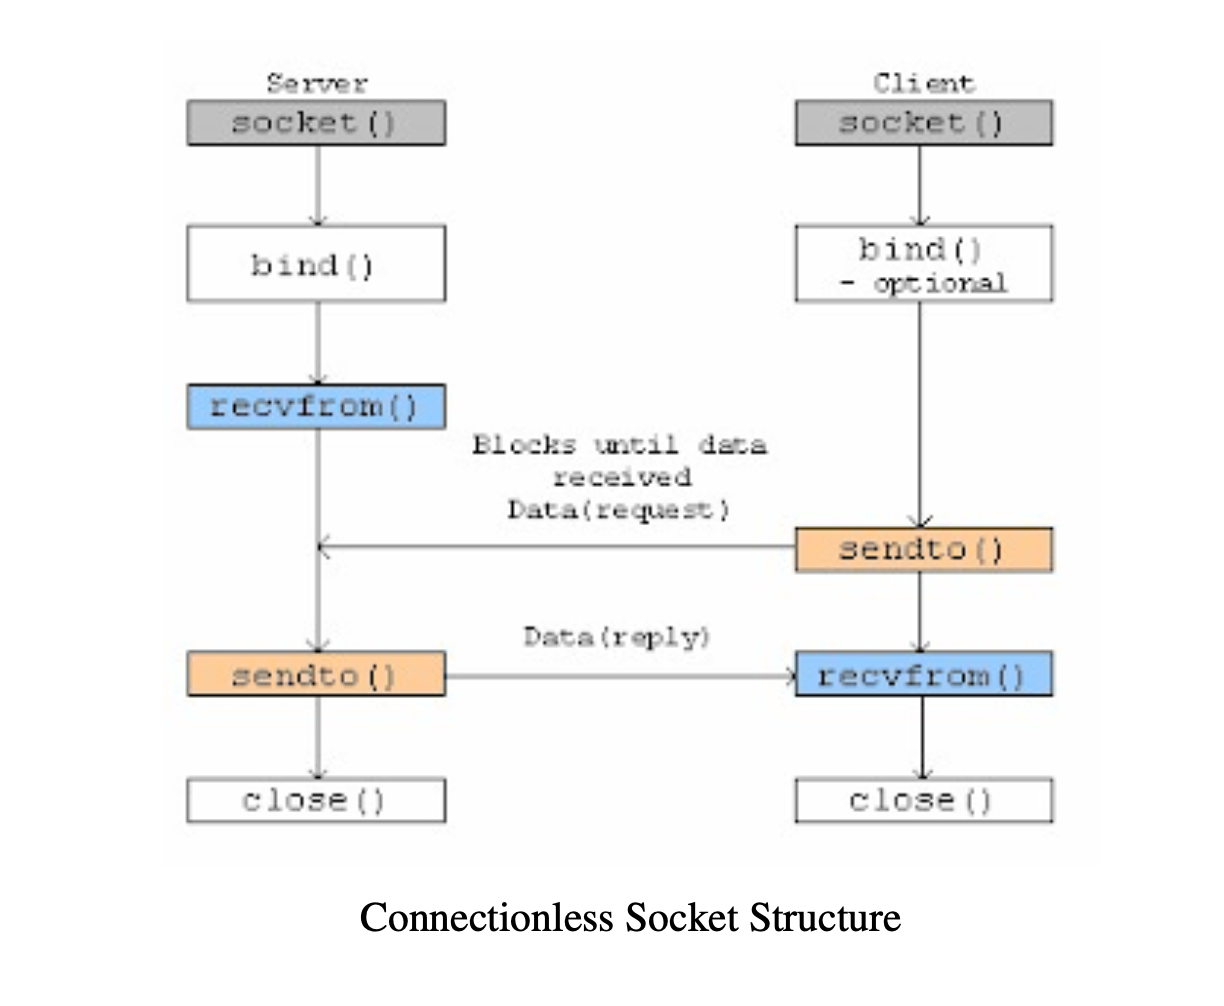 Server
Client
socket()
socket()
bind()
bind()
- optional
recvfrom()
Blocks until data
received
Data(request)
sendto()
Data(reply)
sendto()
recvfrom()
close()
close()
Connectionless Socket Structure